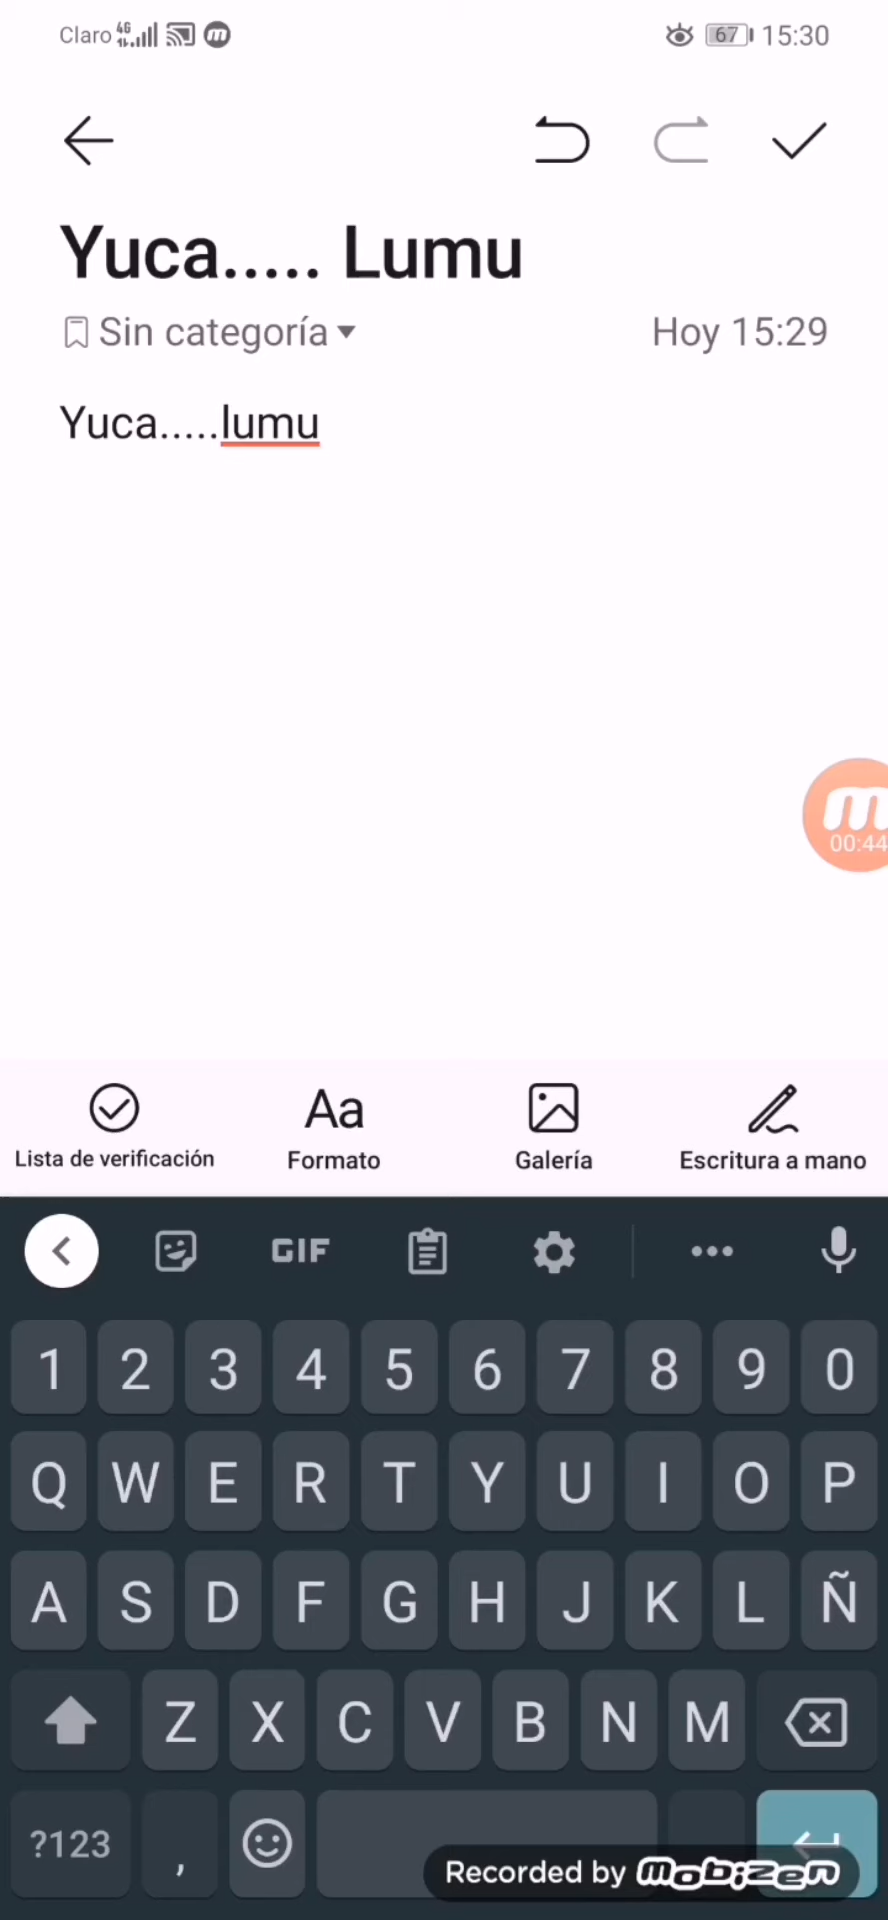 Claro 4G 67 15:30
Yuca..... Lumu
Sin categoría Hoy 15:29
Yuca.....lumu
m
00:44
Lista de verificación Formato Galería Escritura a mano
GIF
1 2 3 4 5 6 7 8 9 0
Q W E R T Y U I O P
A S D F G H J K L Ñ
Z X C V B N M
?123 ,
Recorded by mobizen